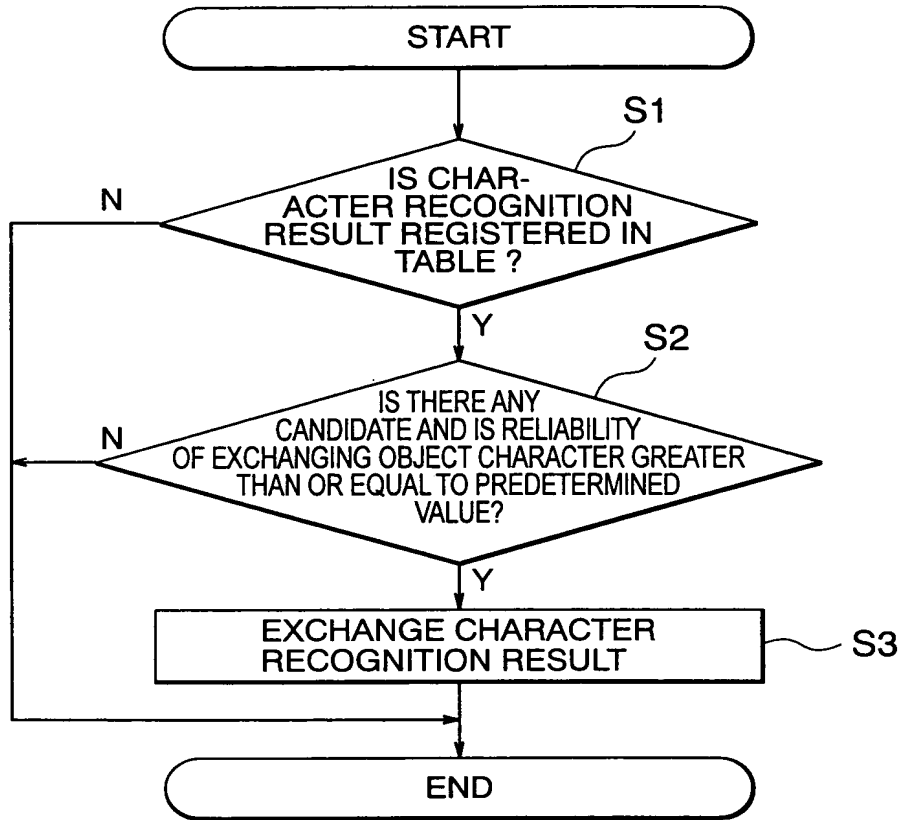 START
S1
IS CHAR-
ACTER RECOGNITION
RESULT REGISTERED IN
TABLE ?
N
Y
S2
IS THERE ANY
CANDIDATE AND IS RELIABILITY
OF EXCHANGING OBJECT CHARACTER GREATER
THAN OR EQUAL TO PREDETERMINED
VALUE?
N
Y
EXCHANGE CHARACTER
RECOGNITION RESULT
S3
END